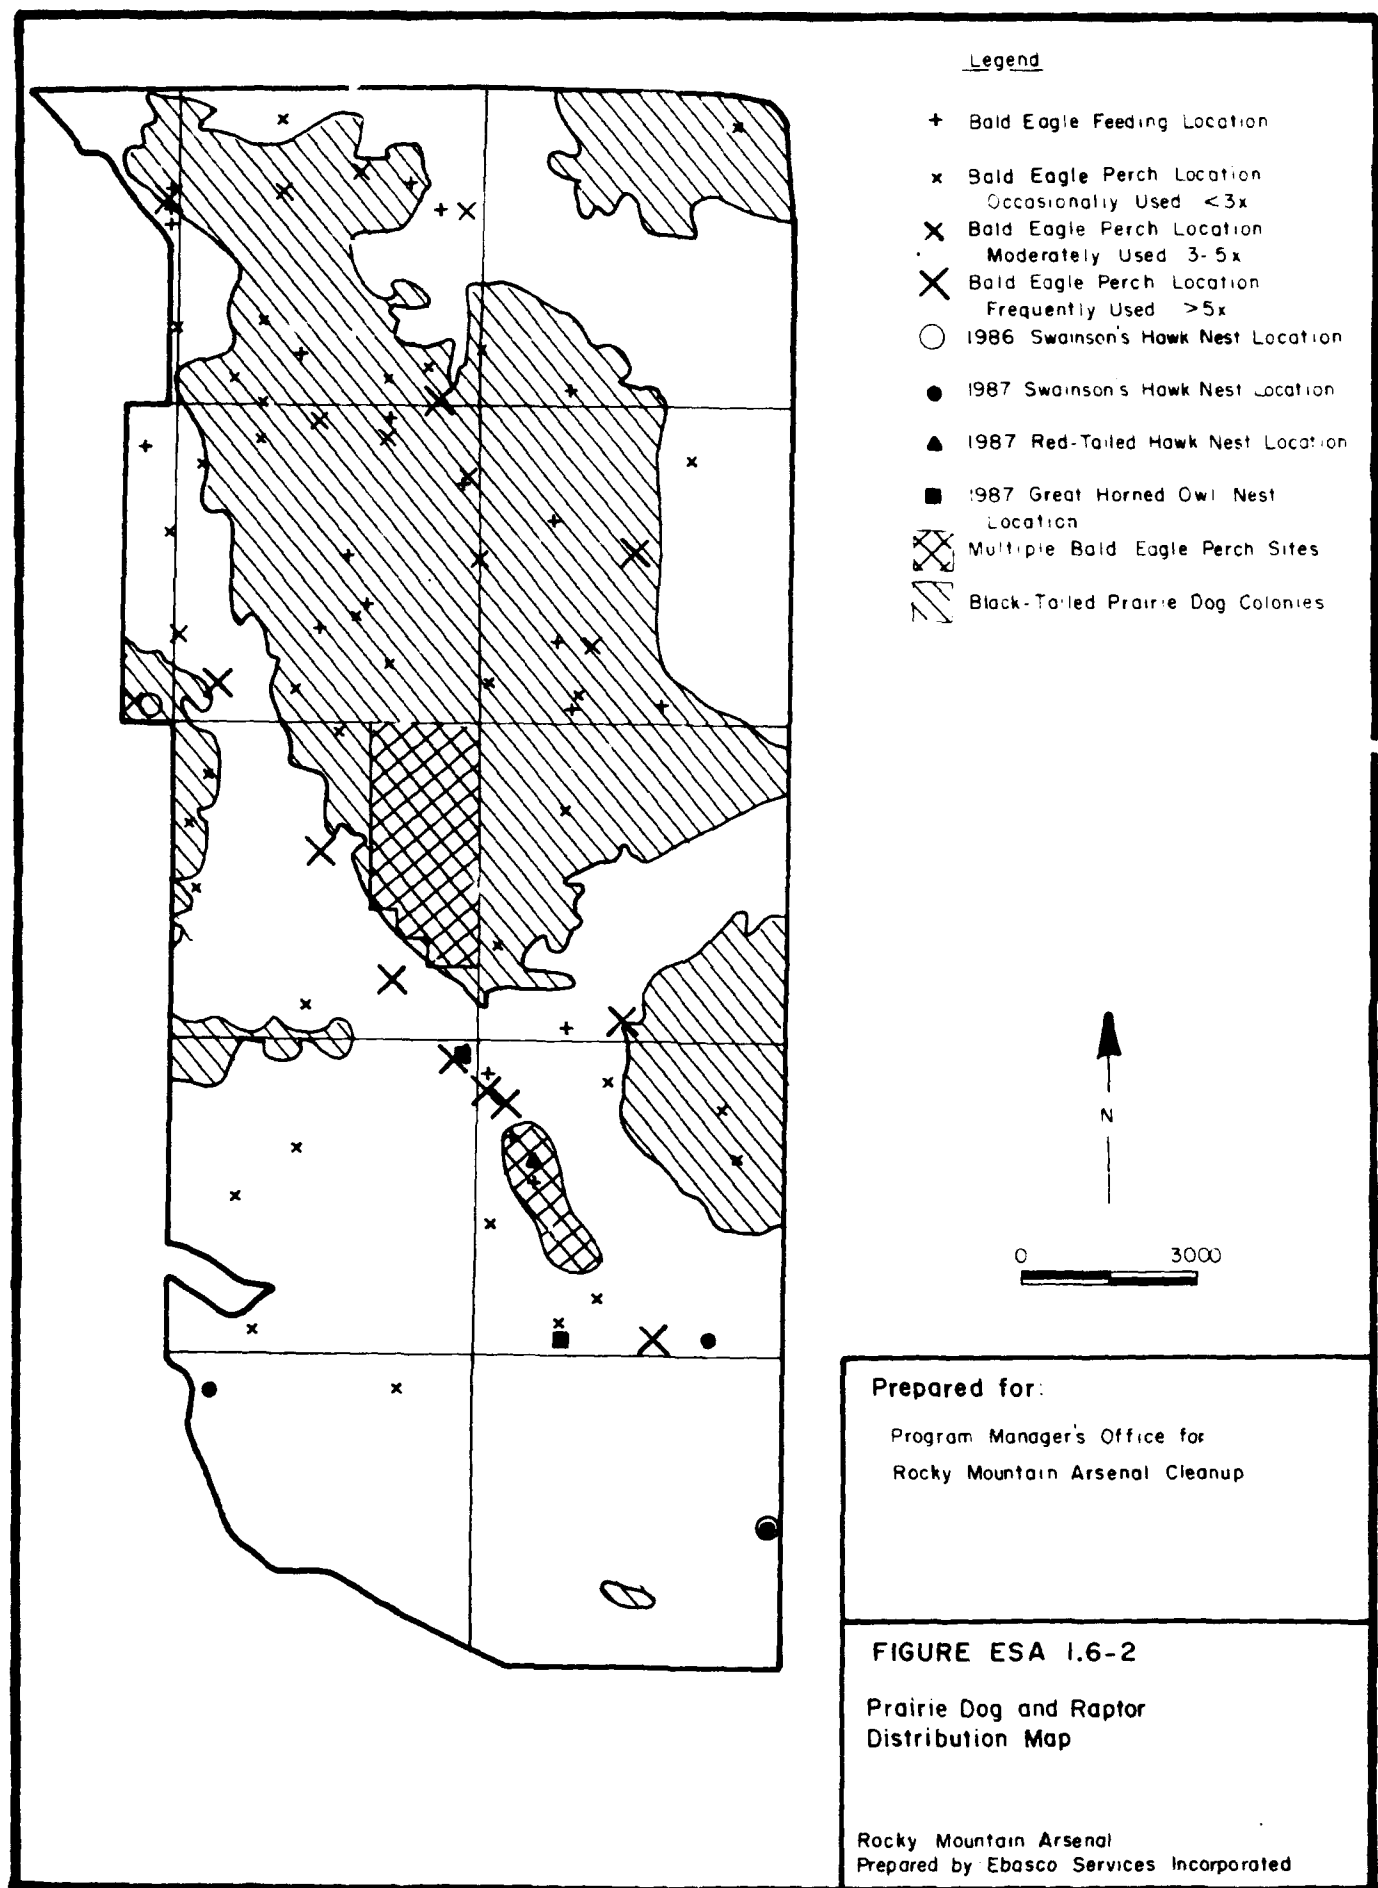 Legend
+ Bald Eagle Feeding Location
x Bald Eagle Perch Location
Occasionally Used <3x
Bald Eagle Perch Location
Moderately Used 3-5x
Bald Eagle Perch Location
Frequently Used >5x
1986 Swainson's Hawk Nest Location
1987 Swainson's Hawk Nest Location
1987 Red-Tailed Hawk Nest Location
1987 Great Horned Owl Nest
Location
Multiple Bald Eagle Perch Sites
Black-Tailed Prairie Dog Colonies
N
0 3000
Prepared for:
Program Manager's Office for
Rocky Mountain Arsenal Cleanup
FIGURE ESA 1.6-2
Prairie Dog and Raptor
Distribution Map
Rocky Mountain Arsenal
Prepared by Ebasco Services Incorporated